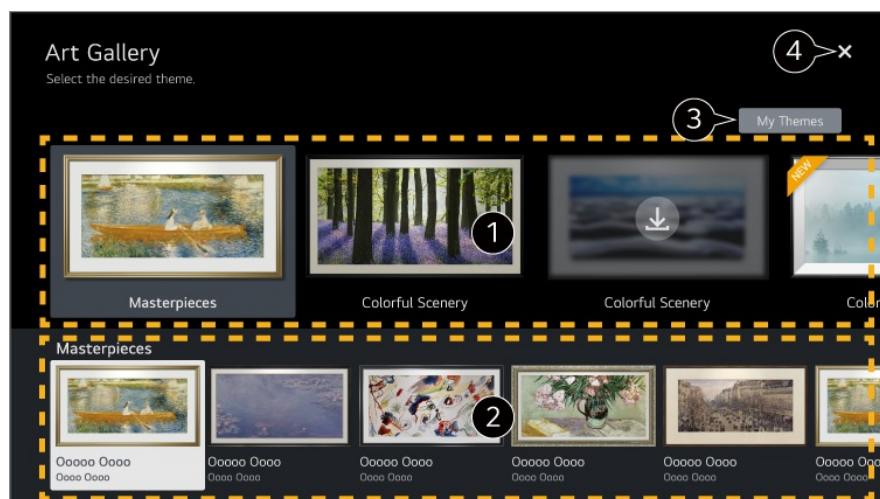 Art Gallery
Select the desired theme.
4
3
My Themes
NEW
1
Masterpieces
Colorful Scenery
Colorful Scenery
Color
Masterpieces
2
Ooooo Oooo
Ooooo Oooo
Ooooo Oooo
Ooooo Oooo
Ooooo Oooo
Ooooo Ooo
Oooo Oooo
Oooo Oooo
Oooo Oooo
Oooo Oooo
Oooo Oooo
Oooo Oooo